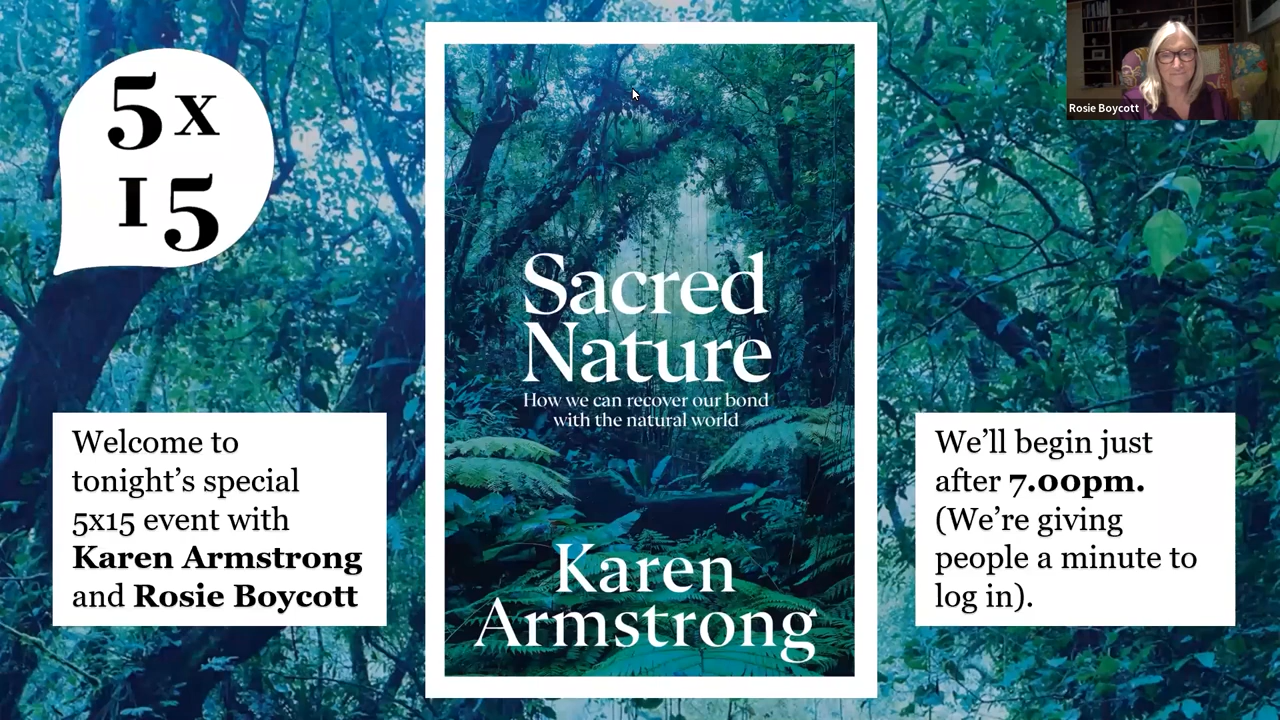 5x
15
Welcome to
tonight’s special
5x15 event with
Karen Armstrong
and Rosie Boycott
Sacred
Nature
How we can recover our bond
with the natural world
Karen
Armstrong
Rosie Boycott
We’ll begin just
after 7.00pm.
(We’re giving
people a minute to
log in).